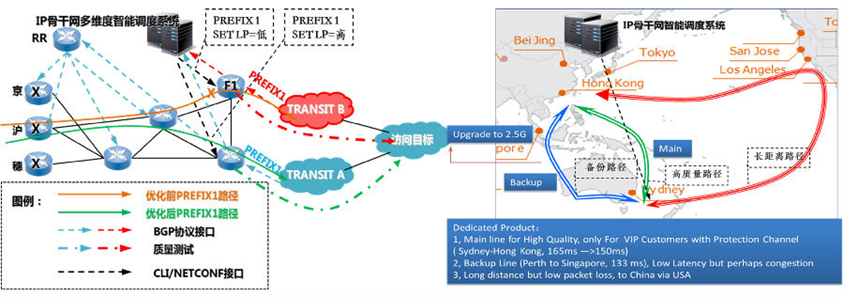 IP骨干网多维度智能调度系统
RR
PREFIX 1
SET LP=低
PREFIX 1
SET LP=高
京
X
沪
X
穗
X
F1
PREFIX1
PREFIX1
TRANSIT B
TRANSIT A
访问目标
图例：
优化前PREFIX1路径
优化后PREFIX1路径
BGP协议接口
质量测试
CLI/NETCONF接口
IP骨干网智能调度系统
BeiJing
Tokyo
Hong Kong
San Jose
Los Angeles
To
Upgrade to 2.5G
pore
Main
Backup
备份路径
高质量路径
长距离路径
Sydney
Dedicated Product:
1, Main line for High Quality, only For VIP Customers with Protection Channel
( Sydney-Hong Kong, 165ms —>150ms)
2, Backup Line (Perth to Singapore, 133 ms), Low Latency but perhaps congestion
3, Long distance but low packet loss, to China via USA